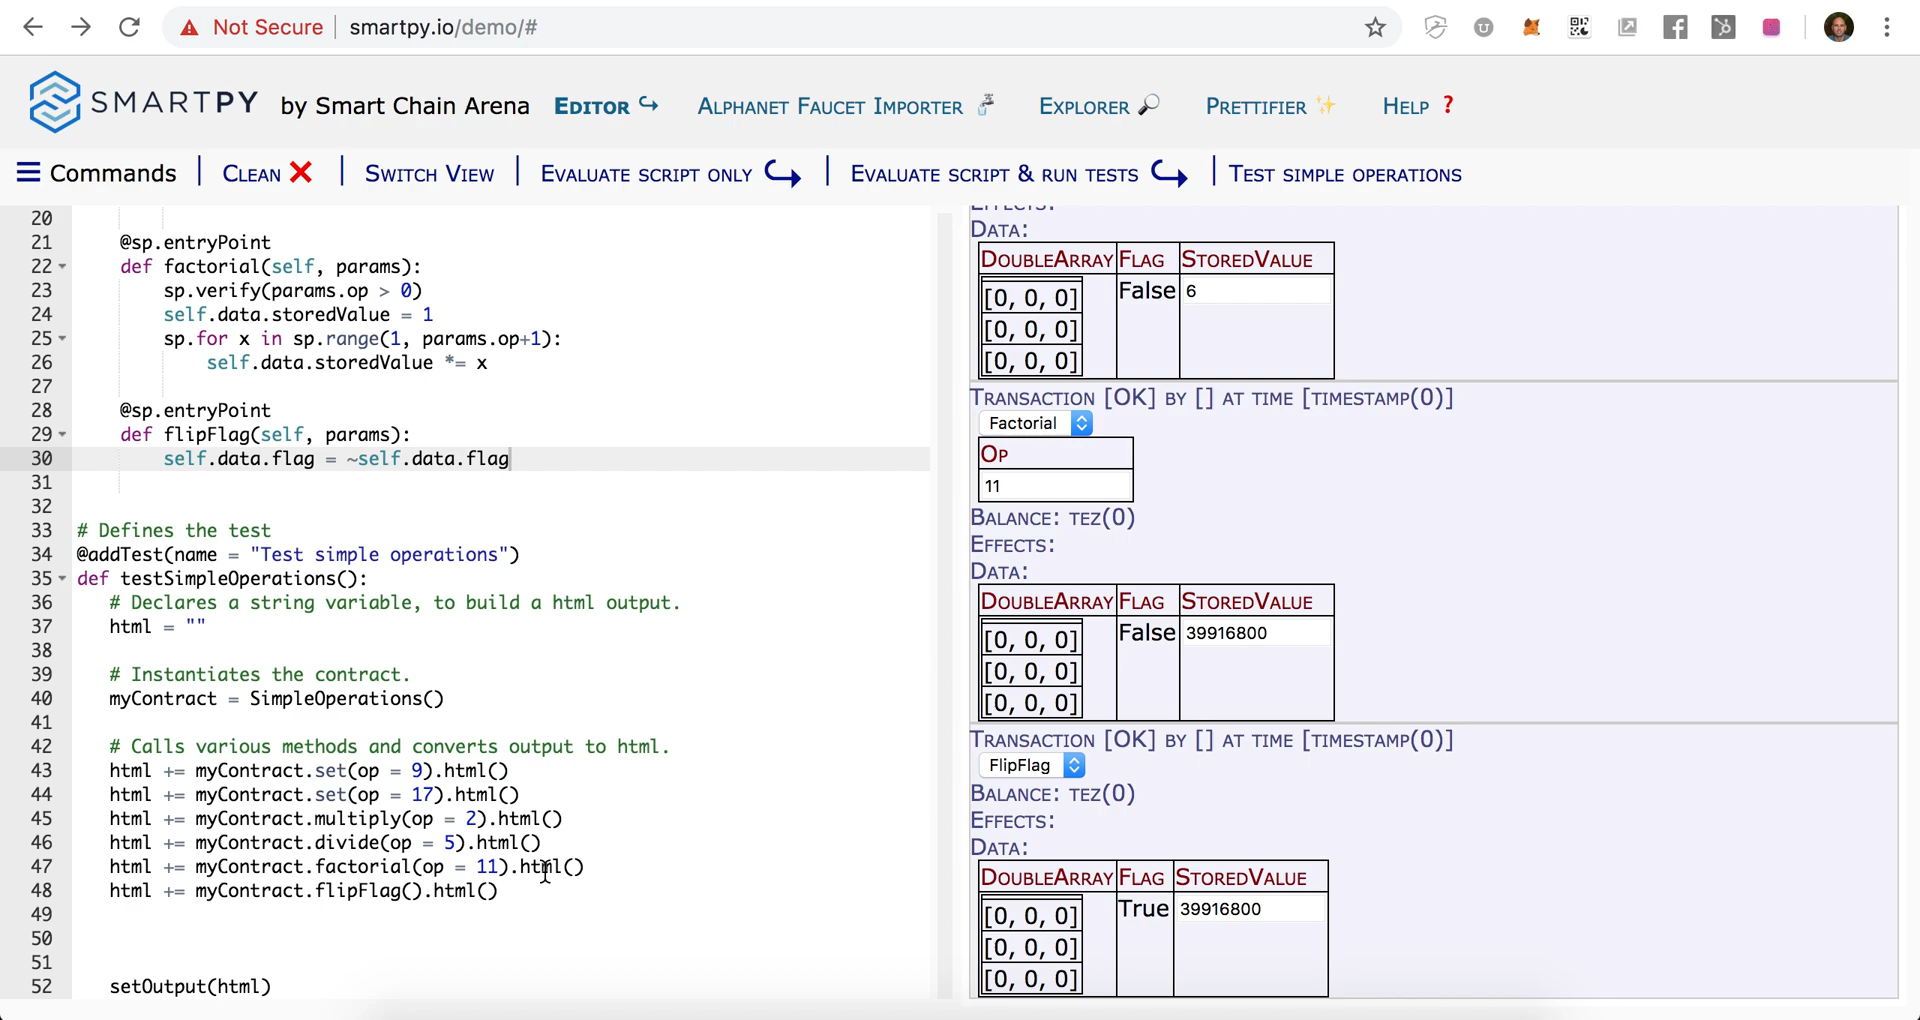 Not Secure smartpy.io/demo/#
SMARTPY by Smart Chain Arena EDITOR ALPHANET FAUCET IMPORTER EXPLORER PRETTIFIER HELP ?
Commands CLEAN SWITCH VIEW EVALUATE SCRIPT ONLY EVALUATE SCRIPT & RUN TESTS TEST SIMPLE OPERATIONS
20
21 @sp.entryPoint
22 def factorial(self, params):
23 sp.verify(params.op > 0)
24 self.data.storedValue = 1
25 sp.for x in sp.range(1, params.op+1):
26 self.data.storedValue *= x
27
28 @sp.entryPoint
29 def flipFlag(self, params):
30 self.data.flag = ~self.data.flag
31
32
33 # Defines the test
34 @addTest(name = "Test simple operations")
35 def testSimpleOperations():
36 # Declares a string variable, to build a html output.
37 html = ""
38
39 # Instantiates the contract.
40 myContract = SimpleOperations()
41
42 # Calls various methods and converts output to html.
43 html += myContract.set(op = 9).html()
44 html += myContract.set(op = 17).html()
45 html += myContract.multiply(op = 2).html()
46 html += myContract.divide(op = 5).html()
47 html += myContract.factorial(op = 11).html()
48 html += myContract.flipFlag().html()
49
50
51
52 setOutput(html)
EFFECTS:
DATA:
DOUBLEARRAY FLAG STOREDVALUE
[0, 0, 0] False 6
[0, 0, 0]
[0, 0, 0]
TRANSACTION [OK] BY [] AT TIME [TIMESTAMP(0)]
Factorial
OP
11
BALANCE: TEZ(0)
EFFECTS:
DATA:
DOUBLEARRAY FLAG STOREDVALUE
[0, 0, 0] False 39916800
[0, 0, 0]
[0, 0, 0]
TRANSACTION [OK] BY [] AT TIME [TIMESTAMP(0)]
FlipFlag
BALANCE: TEZ(0)
EFFECTS:
DATA:
DOUBLEARRAY FLAG STOREDVALUE
[0, 0, 0] True 39916800
[0, 0, 0]
[0, 0, 0]